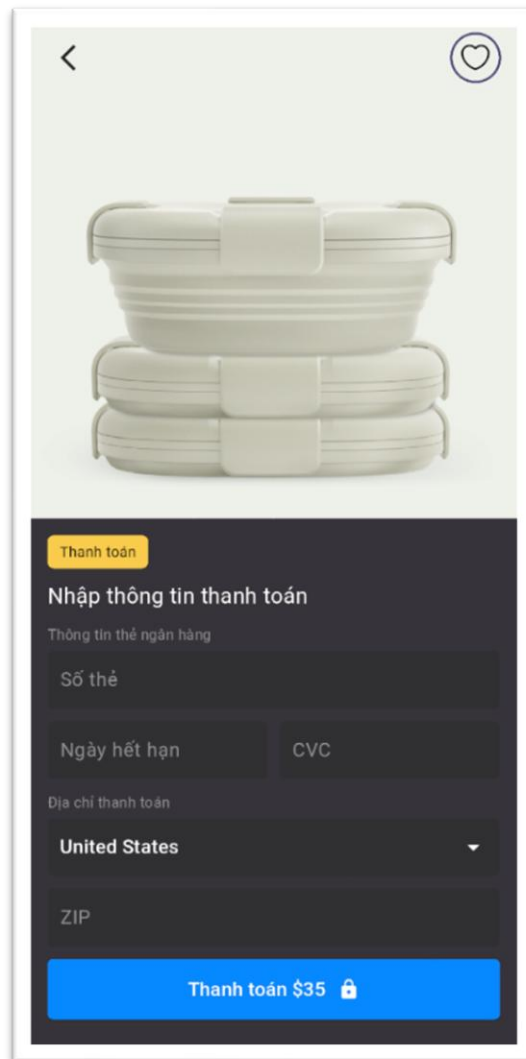 Thanh toán
Nhập thông tin thanh toán
Thông tin thẻ ngân hàng
Số thẻ
Ngày hết hạn CVC
Địa chỉ thanh toán
United States
ZIP
Thanh toán $35